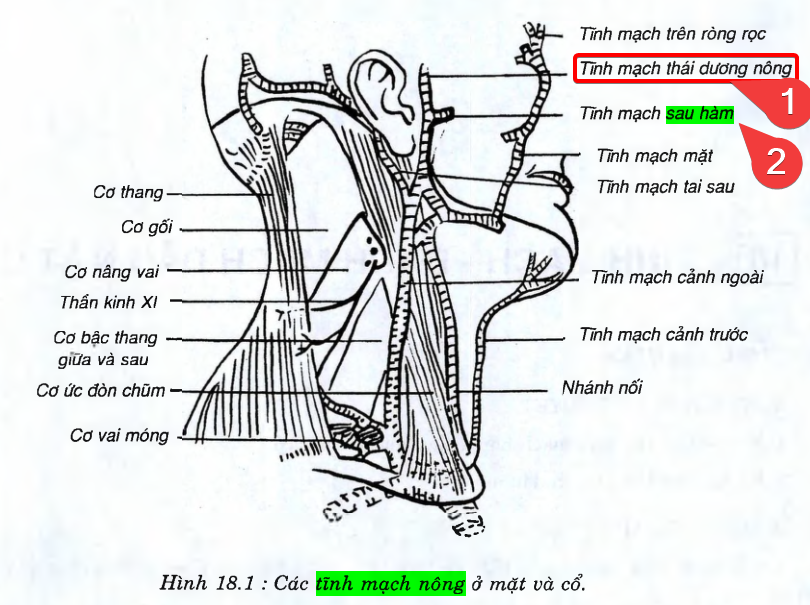 Tĩnh mạch trên ròng rọc
Tĩnh mạch thái dương nông
1
Tĩnh mạch sau hàm
2
Tĩnh mạch mặt
Tĩnh mạch tai sau
Cơ thang
Cơ gối
Cơ nâng vai
Tĩnh mạch cảnh ngoài
Thần kinh XI
Cơ bậc thang
giữa và sau
Tĩnh mạch cảnh trước
Cơ ức đòn chũm
Nhánh nối
Cơ vai móng
Hình 18.1 : Các tĩnh mạch nông ở mặt và cổ.